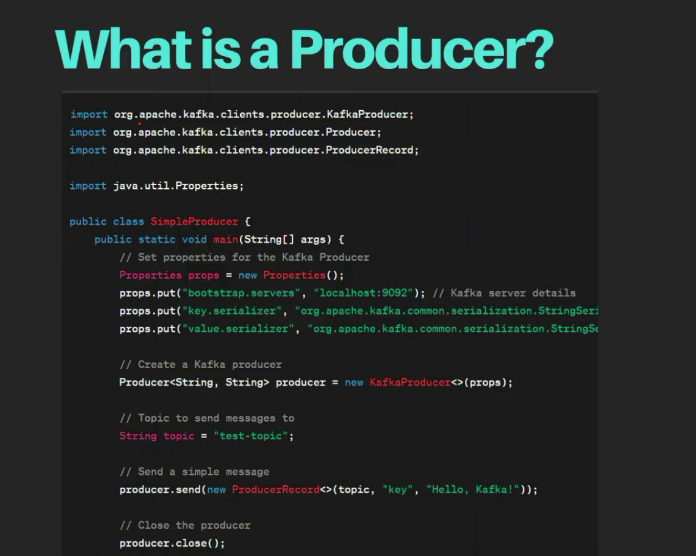 What is a Producer?
import org.apache.kafka.clients.producer.KafkaProducer;
import org.apache.kafka.clients.producer.Producer;
import org.apache.kafka.clients.producer.ProducerRecord;
import java.util.Properties;
public class SimpleProducer {
public static void main(String[] args) {
// Set properties for the Kafka Producer
Properties props = new Properties();
props.put("bootstrap.servers", "localhost:9092"); // Kafka server details
props.put("key.serializer", "org.apache.kafka.common.serialization.StringSeri
props.put("value.serializer", "org.apache.kafka.common.serialization.StringSe
// Create a Kafka producer
Producer<String, String> producer = new KafkaProducer<>(props);
// Topic to send messages to
String topic = "test-topic";
// Send a simple message
producer.send(new ProducerRecord<>(topic, "key", "Hello, Kafka!"));
// Close the producer
producer.close();